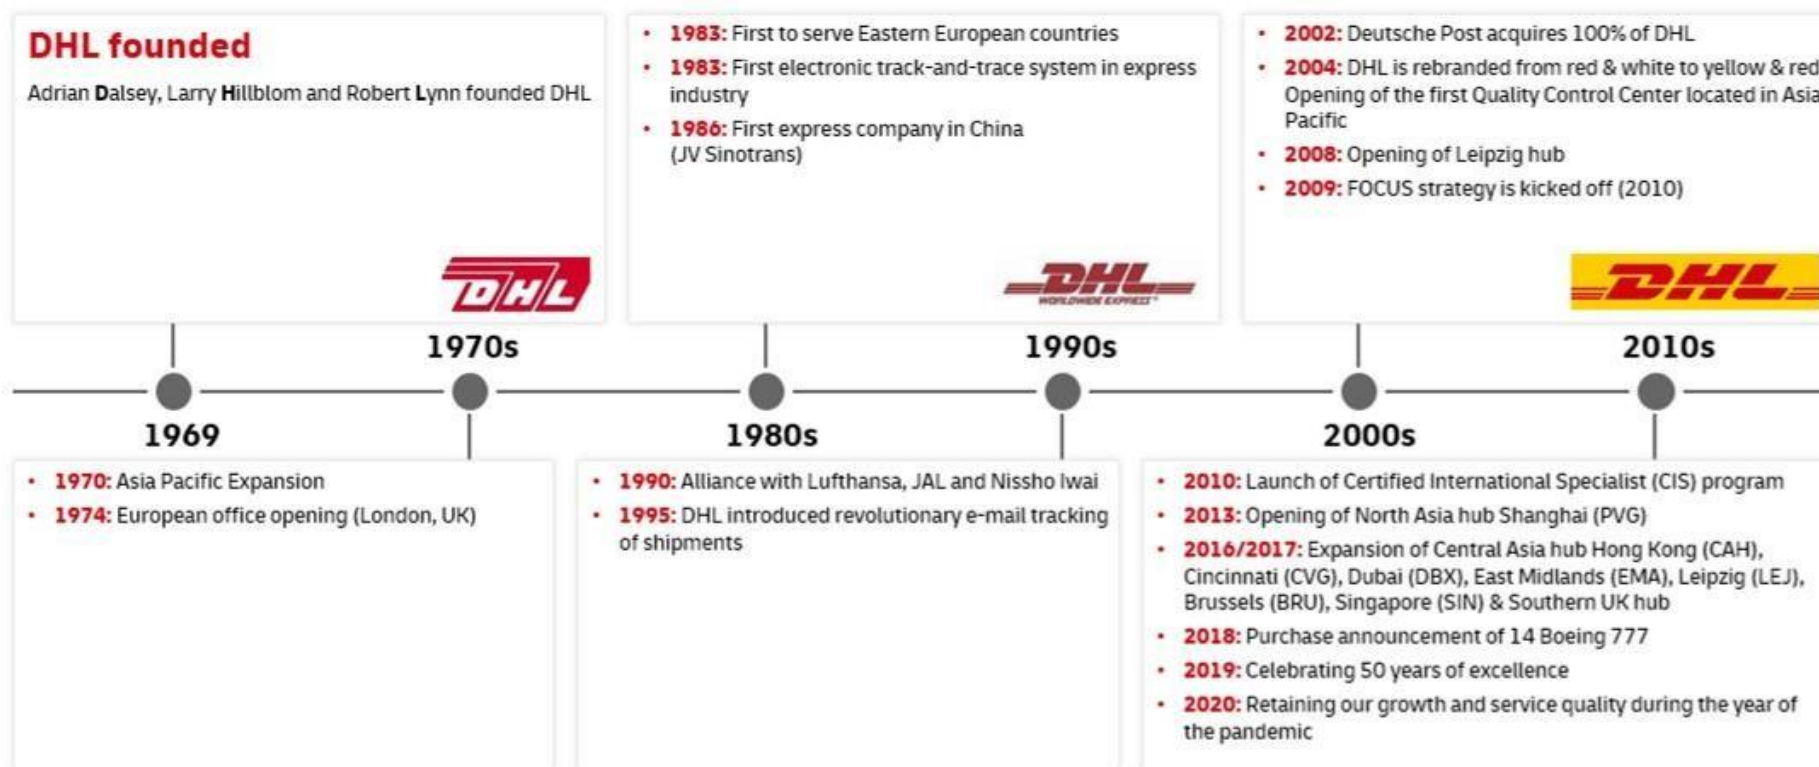 DHL founded
Adrian Dalsey, Larry Hillblom and Robert Lynn founded DHL
DHL
• 1983: First to serve Eastern European countries
• 1983: First electronic track-and-trace system in express
industry
• 1986: First express company in China
(JV Sinotrans)
DHL
WORLDWIDE EXPRESS
• 2002: Deutsche Post acquires 100% of DHL
• 2004: DHL is rebranded from red & white to yellow & red
Opening of the first Quality Control Center located in Asia
Pacific
• 2008: Opening of Leipzig hub
• 2009: FOCUS strategy is kicked off (2010)
DHL
1970s
1990s
2010s
1969
1980s
2000s
• 1970: Asia Pacific Expansion
• 1974: European office opening (London, UK)
• 1990: Alliance with Lufthansa, JAL and Nissho Iwai
• 1995: DHL introduced revolutionary e-mail tracking
of shipments
• 2010: Launch of Certified International Specialist (CIS) program
• 2013: Opening of North Asia hub Shanghai (PVG)
• 2016/2017: Expansion of Central Asia hub Hong Kong (CAH),
Cincinnati (CVG), Dubai (DBX), East Midlands (EMA), Leipzig (LEJ),
Brussels (BRU), Singapore (SIN) & Southern UK hub
• 2018: Purchase announcement of 14 Boeing 777
• 2019: Celebrating 50 years of excellence
• 2020: Retaining our growth and service quality during the year of
the pandemic